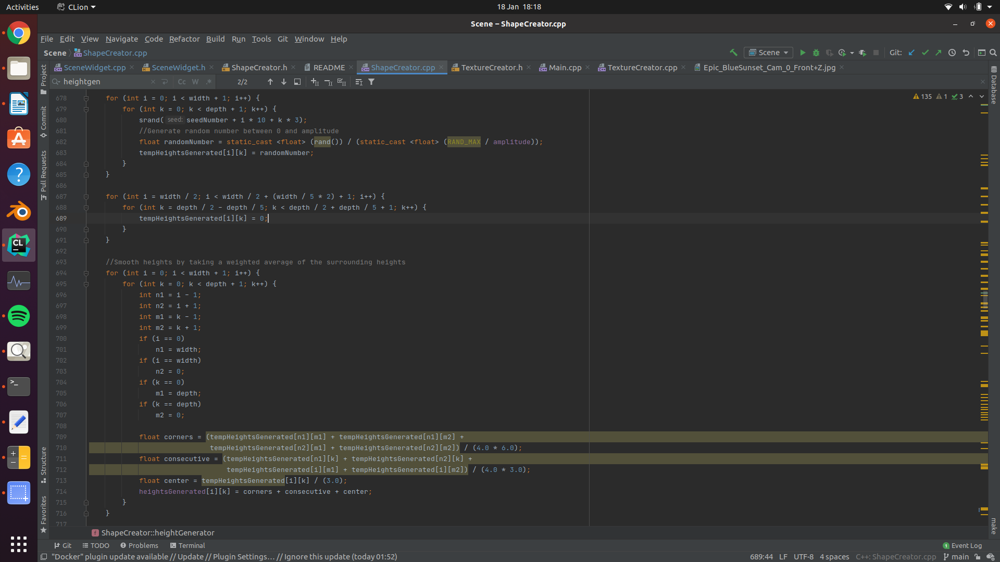 Activities CLion 18 Jan 18:18
Scene – ShapeCreator.cpp
File Edit View Navigate Code Refactor Build Run Tools Git Window Help
Scene ShapeCreator.cpp Scene Git:
SceneWidget.cpp SceneWidget.h ShapeCreator.h README ShapeCreator.cpp TextureCreator.h Main.cpp TextureCreator.cpp Epic_BlueSunset_Cam_0_Front+Z.jpg
heightgen Cc W .* 2/2
135 1 3
678 for (int i = 0; i < width + 1; i++) {
679 for (int k = 0; k < depth + 1; k++) {
680 srand( seed: seedNumber + i * 10 + k * 3);
681 //Generate random number between 0 and amplitude
682 float randomNumber = static_cast <float> (rand()) / (static_cast <float> (RAND_MAX / amplitude));
683 tempHeightsGenerated[i][k] = randomNumber;
684 }
685 }
686
687 for (int i = width / 2; i < width / 2 + (width / 5 * 2) + 1; i++) {
688 for (int k = depth / 2 - depth / 5; k < depth / 2 + depth / 5 + 1; k++) {
689 tempHeightsGenerated[i][k] = 0;
690 }
691 }
692
693 //Smooth heights by taking a weighted average of the surrounding heights
694 for (int i = 0; i < width + 1; i++) {
695 for (int k = 0; k < depth + 1; k++) {
696 int n1 = i - 1;
697 int n2 = i + 1;
698 int m1 = k - 1;
699 int m2 = k + 1;
700 if (i == 0)
701 n1 = width;
702 if (i == width)
703 n2 = 0;
704 if (k == 0)
705 m1 = depth;
706 if (k == depth)
707 m2 = 0;
708
709 float corners = (tempHeightsGenerated[n1][m1] + tempHeightsGenerated[n1][m2] +
710 tempHeightsGenerated[n2][m1] + tempHeightsGenerated[n2][m2]) / (4.0 * 6.0);
711 float consecutive = (tempHeightsGenerated[n1][k] + tempHeightsGenerated[n2][k] +
712 tempHeightsGenerated[i][m1] + tempHeightsGenerated[i][m2]) / (4.0 * 3.0);
713 float center = tempHeightsGenerated[i][k] / (3.0);
714 heightsGenerated[i][k] = corners + consecutive + center;
715 }
716 }
717
ShapeCreator::heightGenerator
Git TODO Problems Terminal 1 Event Log
"Docker" plugin update available // Update // Plugin Settings... // Ignore this update (today 01:52) 689:44 LF UTF-8 4 spaces C++: ShapeCreator.cpp main
Project
Commit
Pull Requests
Structure
Favorites
Database
make
CL